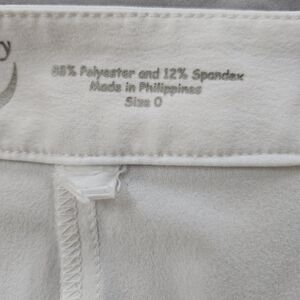 y
88% Polyester and 12% Spandex
Made in Philippines
Size 0